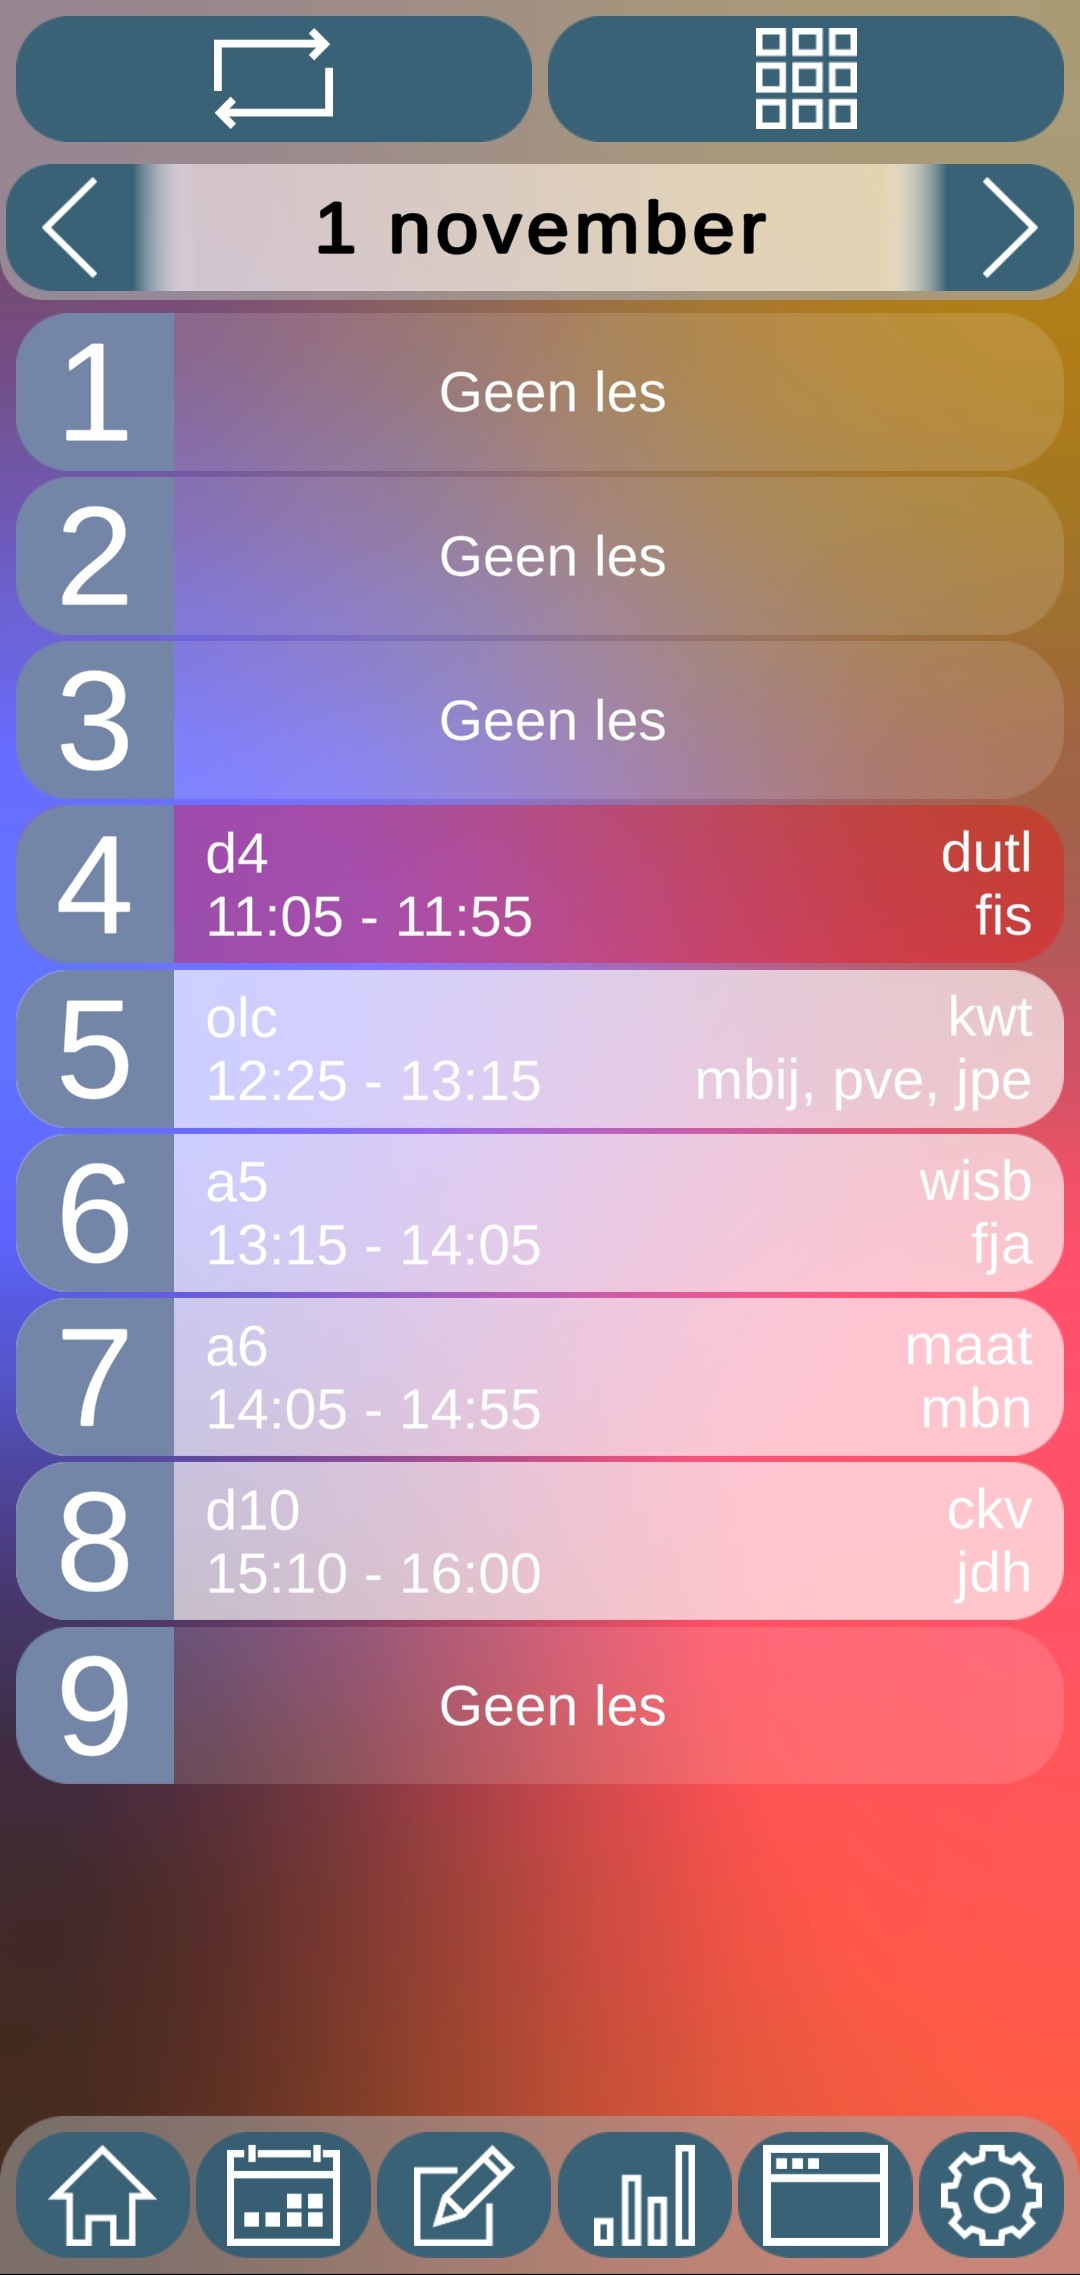 1 november
1
Geen les
2
Geen les
3
Geen les
4
d4
dutl
11:05 - 11:55
fis
5
olc
kwt
12:25 - 13:15
mbij, pve, jpe
6
a5
wisb
13:15 - 14:05
fja
7
a6
maat
14:05 - 14:55
mbn
8
d10
ckv
15:10 - 16:00
jdh
9
Geen les